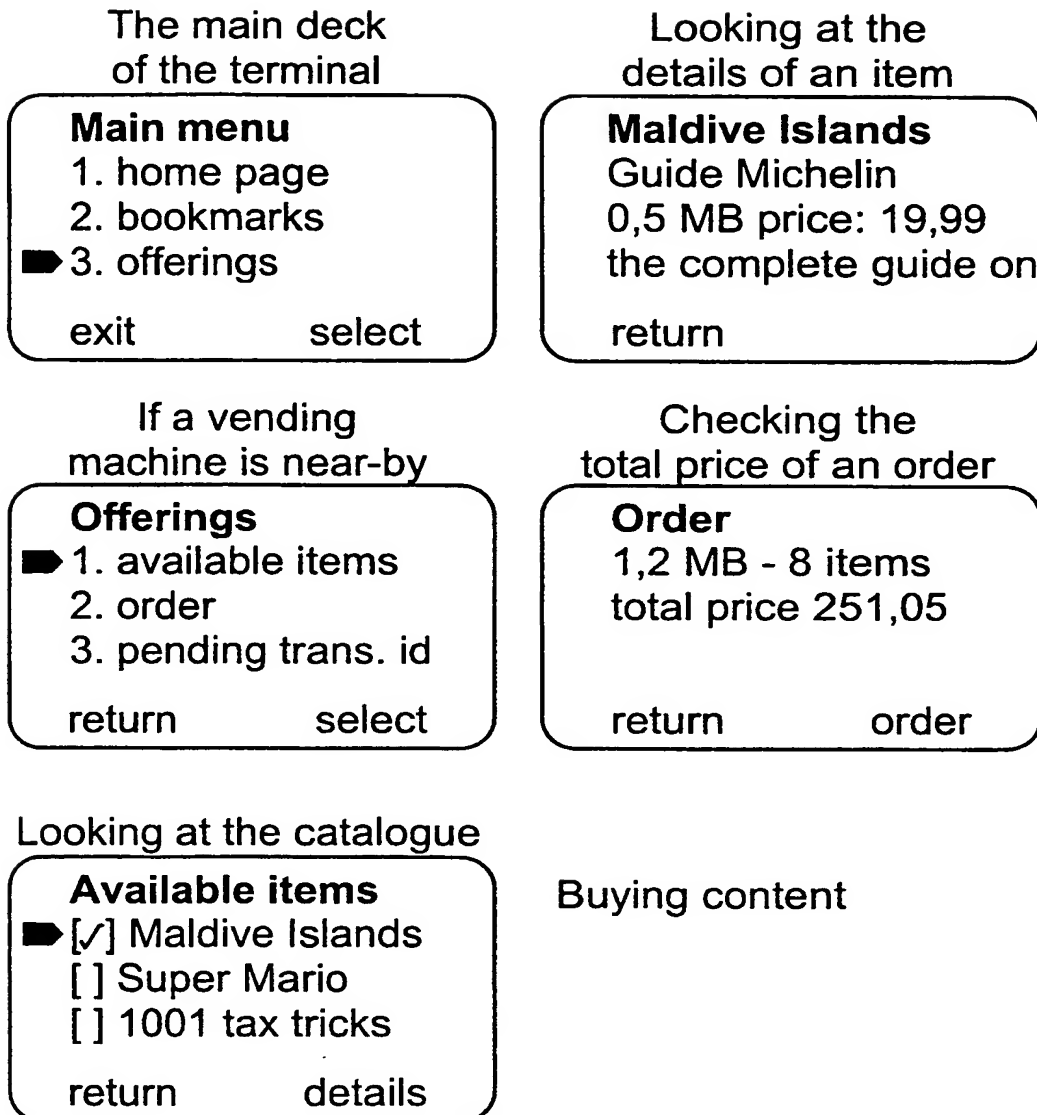 The main deck
of the terminal
Main menu
1. home page
2. bookmarks
3. offerings
exit select
If a vending
machine is near-by
Offerings
1. available items
2. order
3. pending trans. id
return select
Looking at the catalogue
Available items
[✓] Maldive Islands
[ ] Super Mario
[ ] 1001 tax tricks
return details
Looking at the
details of an item
Maldive Islands
Guide Michelin
0,5 MB price: 19,99
the complete guide on
return
Checking the
total price of an order
Order
1,2 MB - 8 items
total price 251,05
return order
Buying content